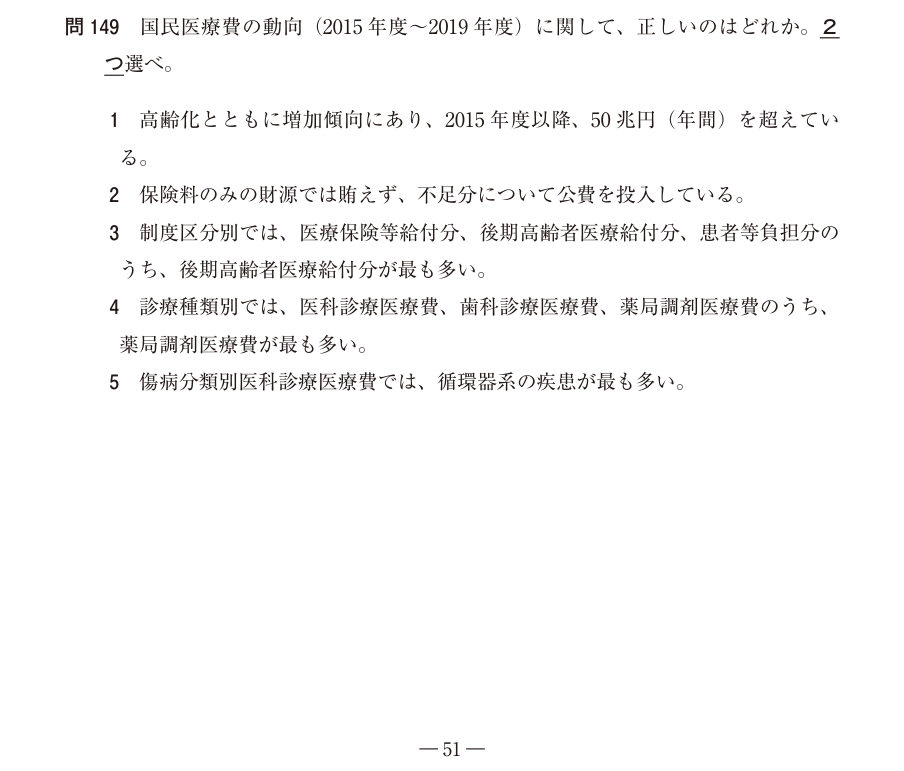 問 149　国民医療費の動向（2015 年度～2019 年度）に関して、正しいのはどれか。２
つ選べ。
1　高齢化とともに増加傾向にあり、2015 年度以降、50 兆円（年間）を超えてい
る。
2　保険料のみの財源では賄えず、不足分について公費を投入している。
3　制度区分別では、医療保険等給付分、後期高齢者医療給付分、患者等負担分の
うち、後期高齢者医療給付分が最も多い。
4　診療種類別では、医科診療医療費、歯科診療医療費、薬局調剤医療費のうち、
薬局調剤医療費が最も多い。
5　傷病分類別医科診療医療費では、循環器系の疾患が最も多い。
― 51 ―